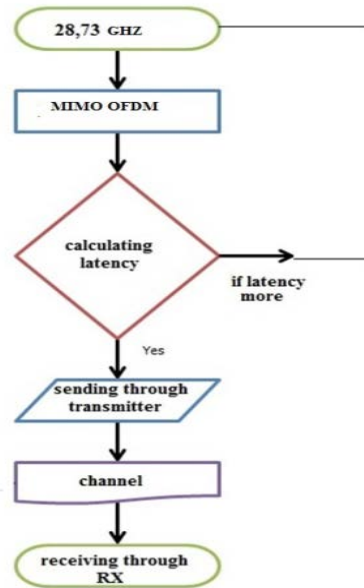 28,73 GHZ
MIMO OFDM
calculating
latency
if latency
more
Yes
sending through
transmitter
channel
receiving through
RX